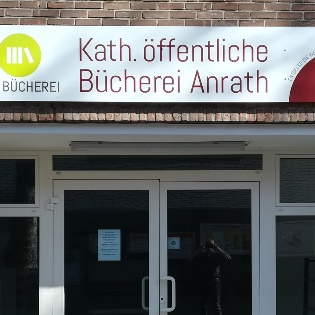 Kath. öffentliche
Bücherei Anrath
BÜCHEREI